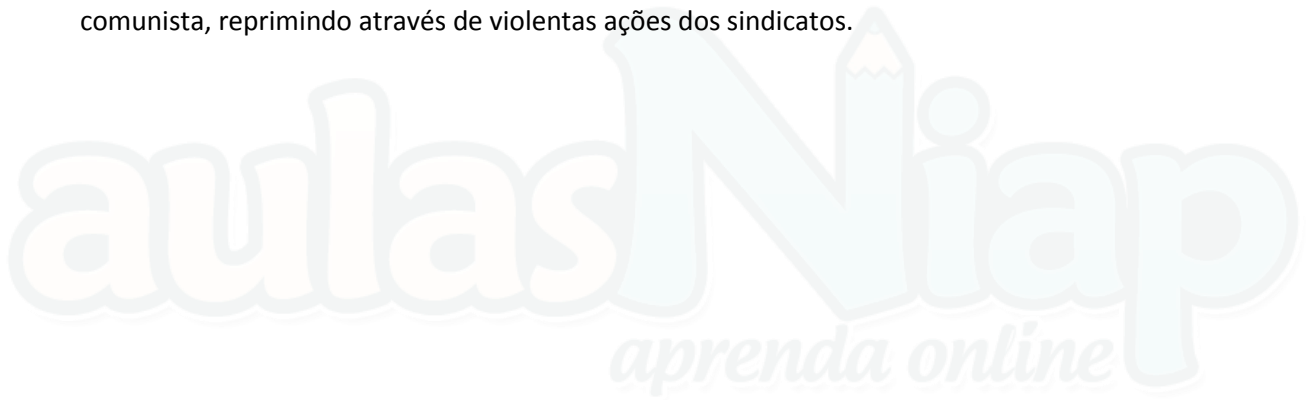 comunista, reprimindo através de violentas ações dos sindicatos.
aulasNiap
aprenda online